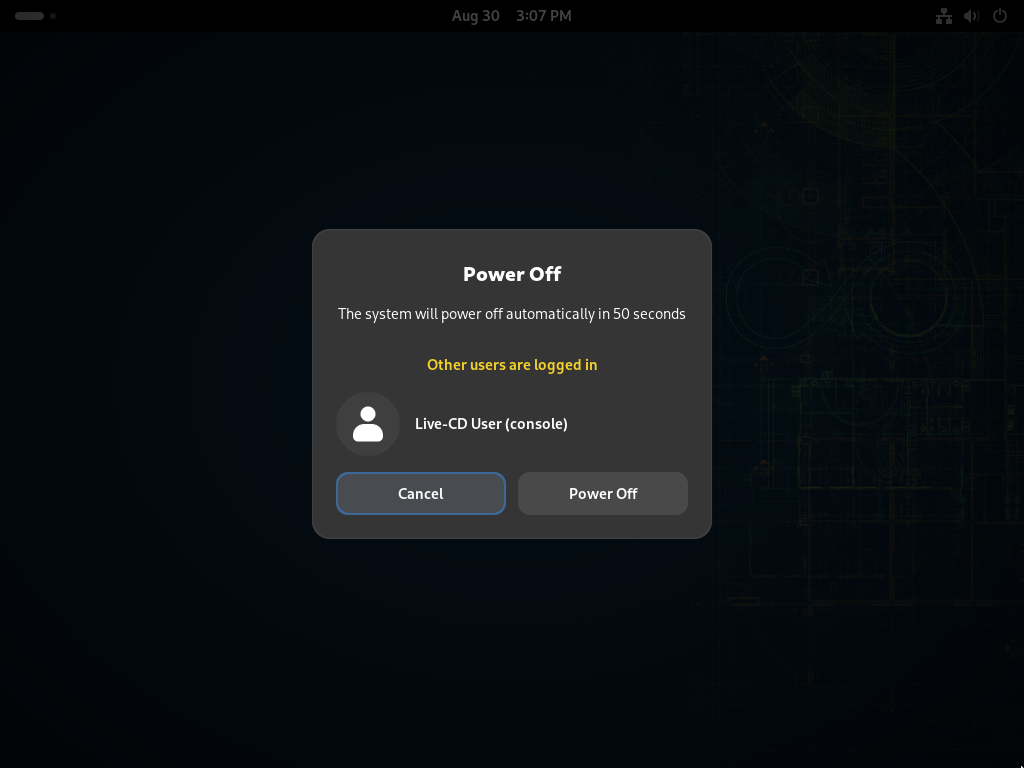 Aug 30 3:07 PM
Power Off
The system will power off automatically in 50 seconds
Other users are logged in
Live-CD User (console)
Cancel Power Off